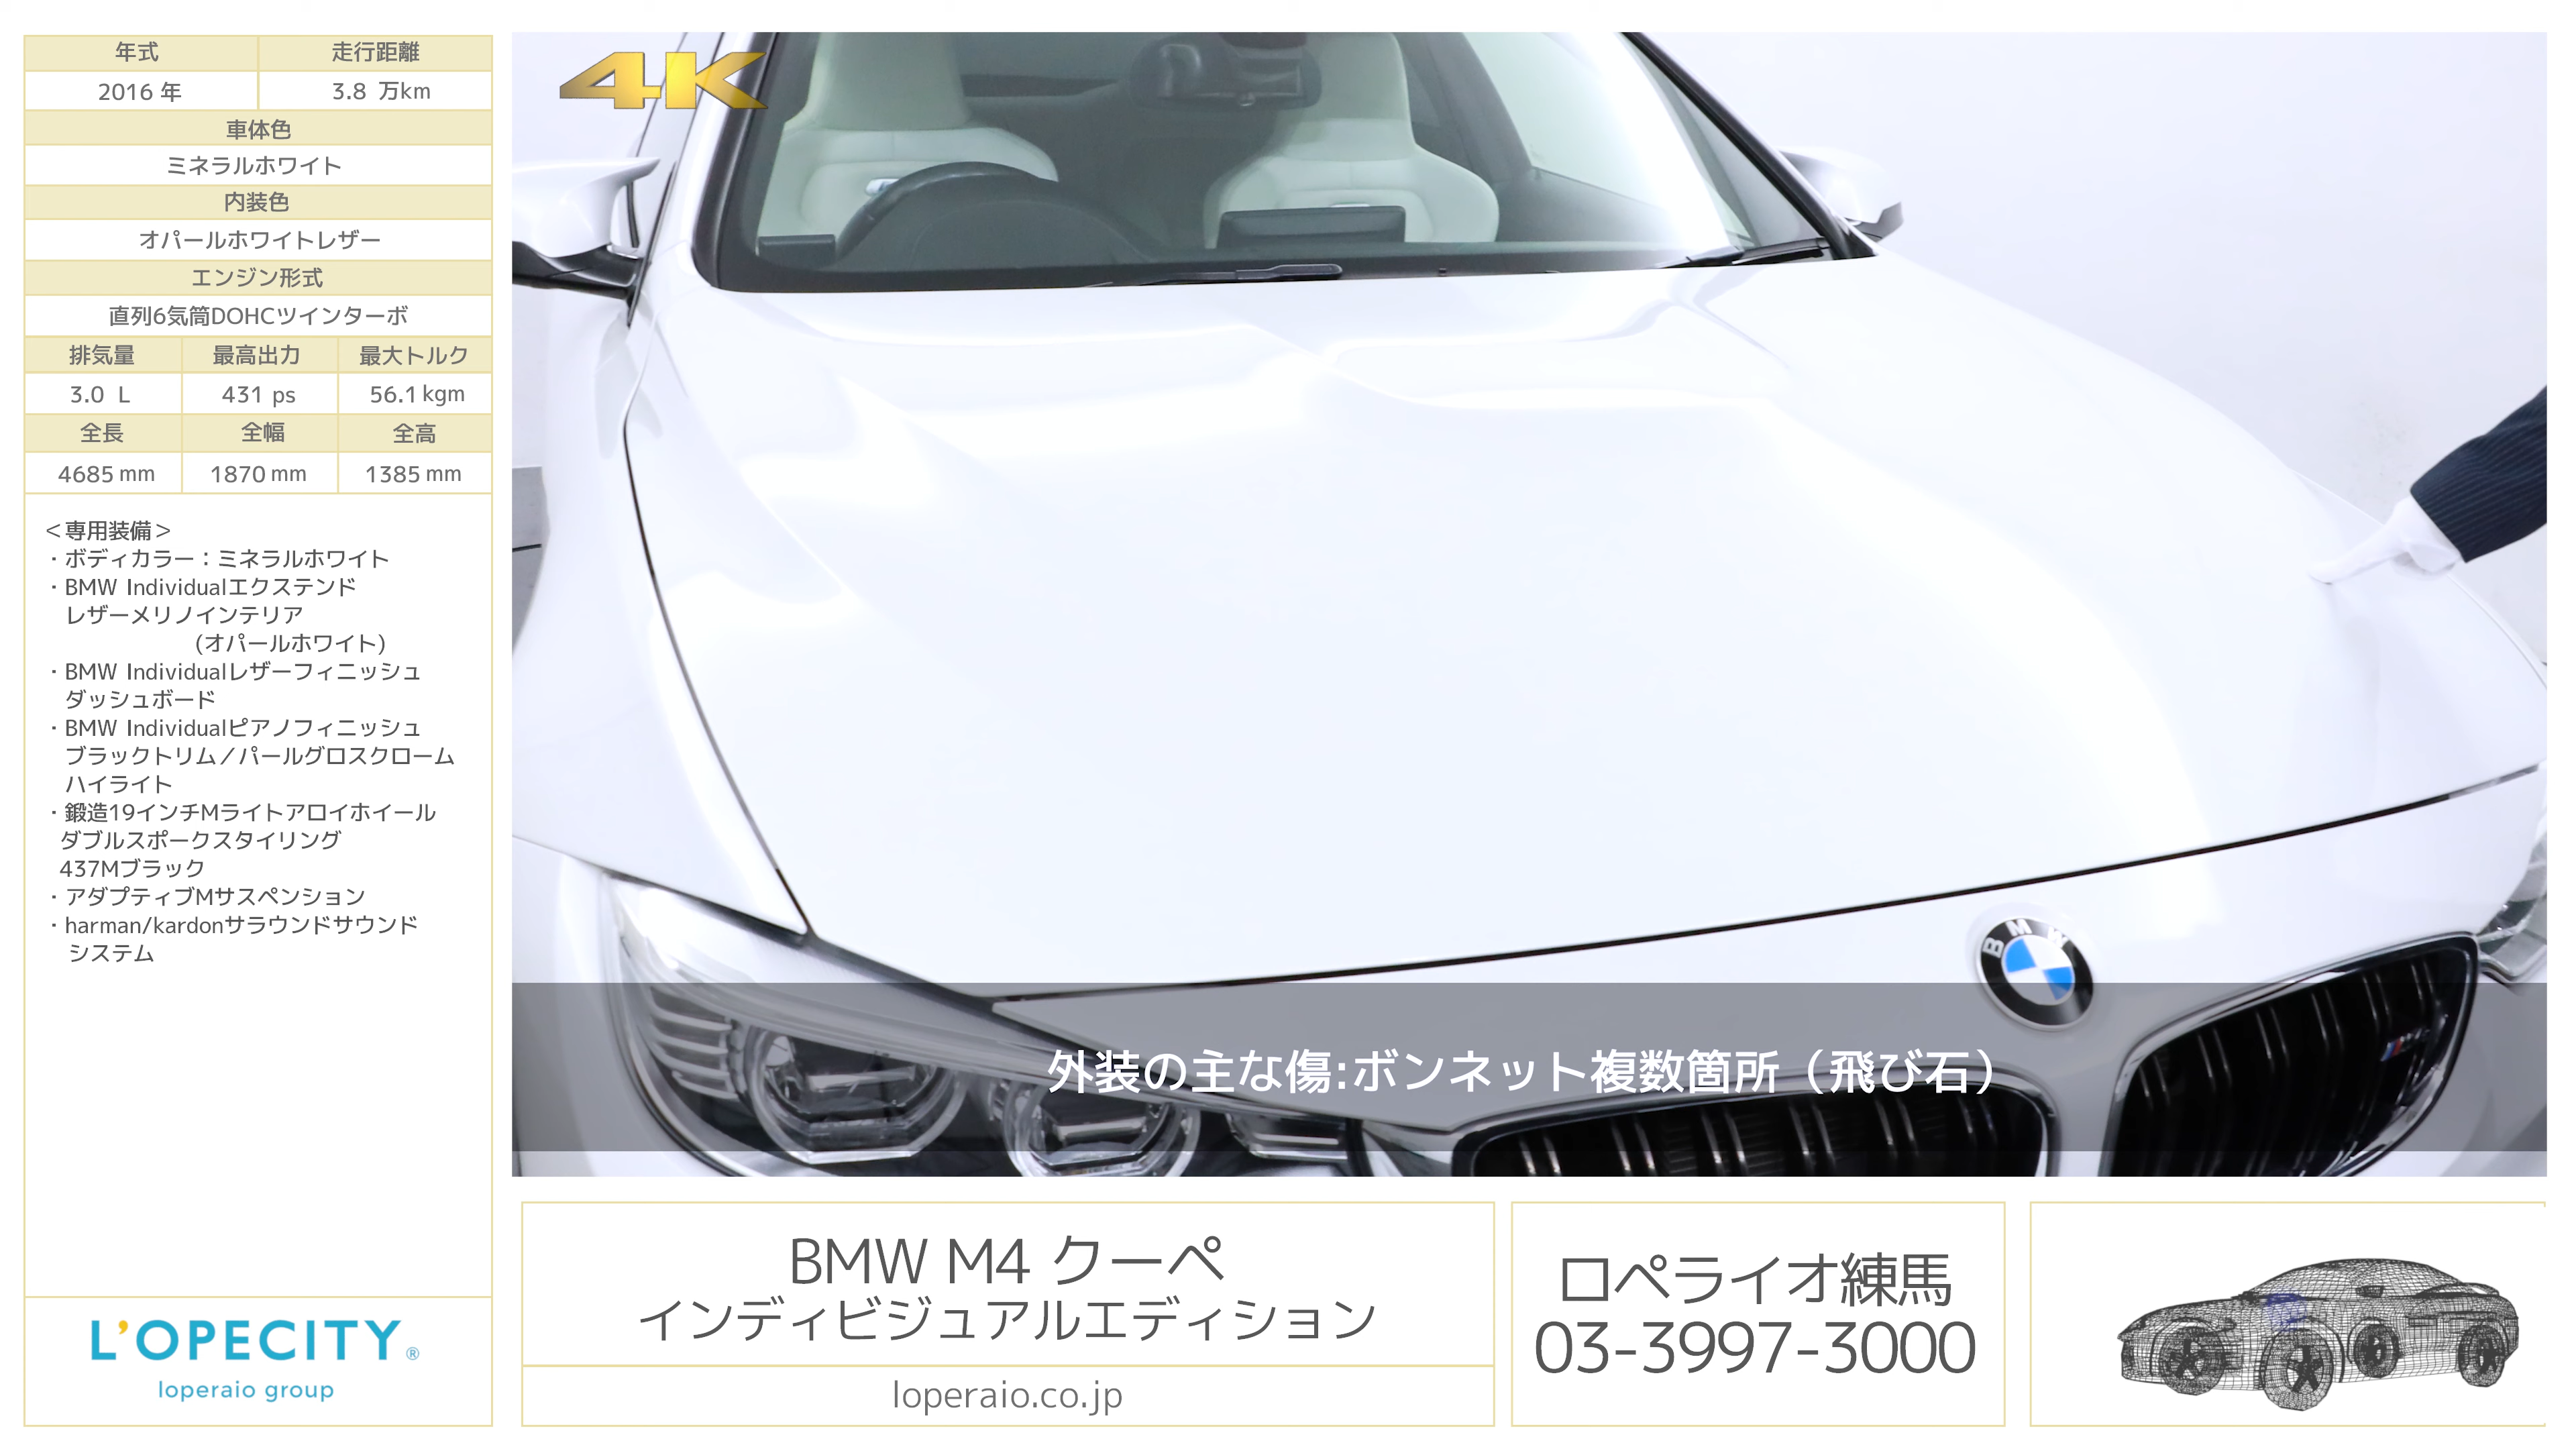 年式 走行距離
2016 年 3.8 万km
車体色
ミネラルホワイト
内装色
オパールホワイトレザー
エンジン形式
直列6気筒DOHCツインターボ
排気量 最高出力 最大トルク
3.0 L 431 ps 56.1 kgm
全長 全幅 全高
4685 mm 1870 mm 1385 mm
＜専用装備＞
・ボディカラー：ミネラルホワイト
・BMW Individualエクステンド
レザーメリノインテリア
(オパールホワイト)
・BMW Individualレザーフィニッシュ
ダッシュボード
・BMW Individualピアノフィニッシュ
ブラックトリム／パールグロスクローム
ハイライト
・鍛造19インチMライトアロイホイール
ダブルスポークスタイリング
437Mブラック
・アダプティブMサスペンション
・harman/kardonサラウンドサウンド
システム
L'OPECITY®
loperaio group
4K
BMW
外装の主な傷:ボンネット複数箇所（飛び石）
BMW M4 クーペ
インディビジュアルエディション
loperaio.co.jp
ロペライオ練馬
03-3997-3000